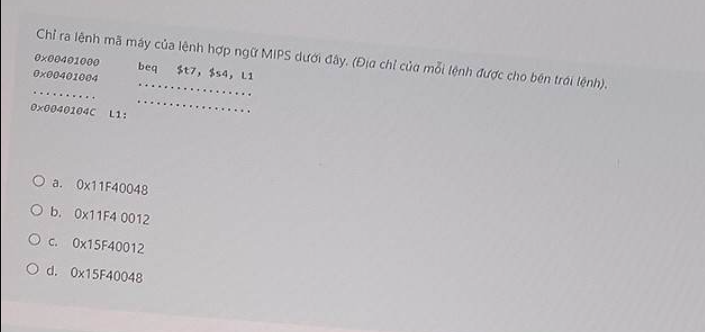 Chỉ ra lệnh mã máy của lệnh hợp ngữ MIPS dưới đây. (Địa chỉ của mỗi lệnh được cho bên trái lệnh).
0x00401000 beq $t7, $s4, L1
0x00401004 ..................
.......... ..................
0x0040104C L1:
a. 0x11F40048
b. 0x11F4 0012
c. 0x15F40012
d. 0x15F40048